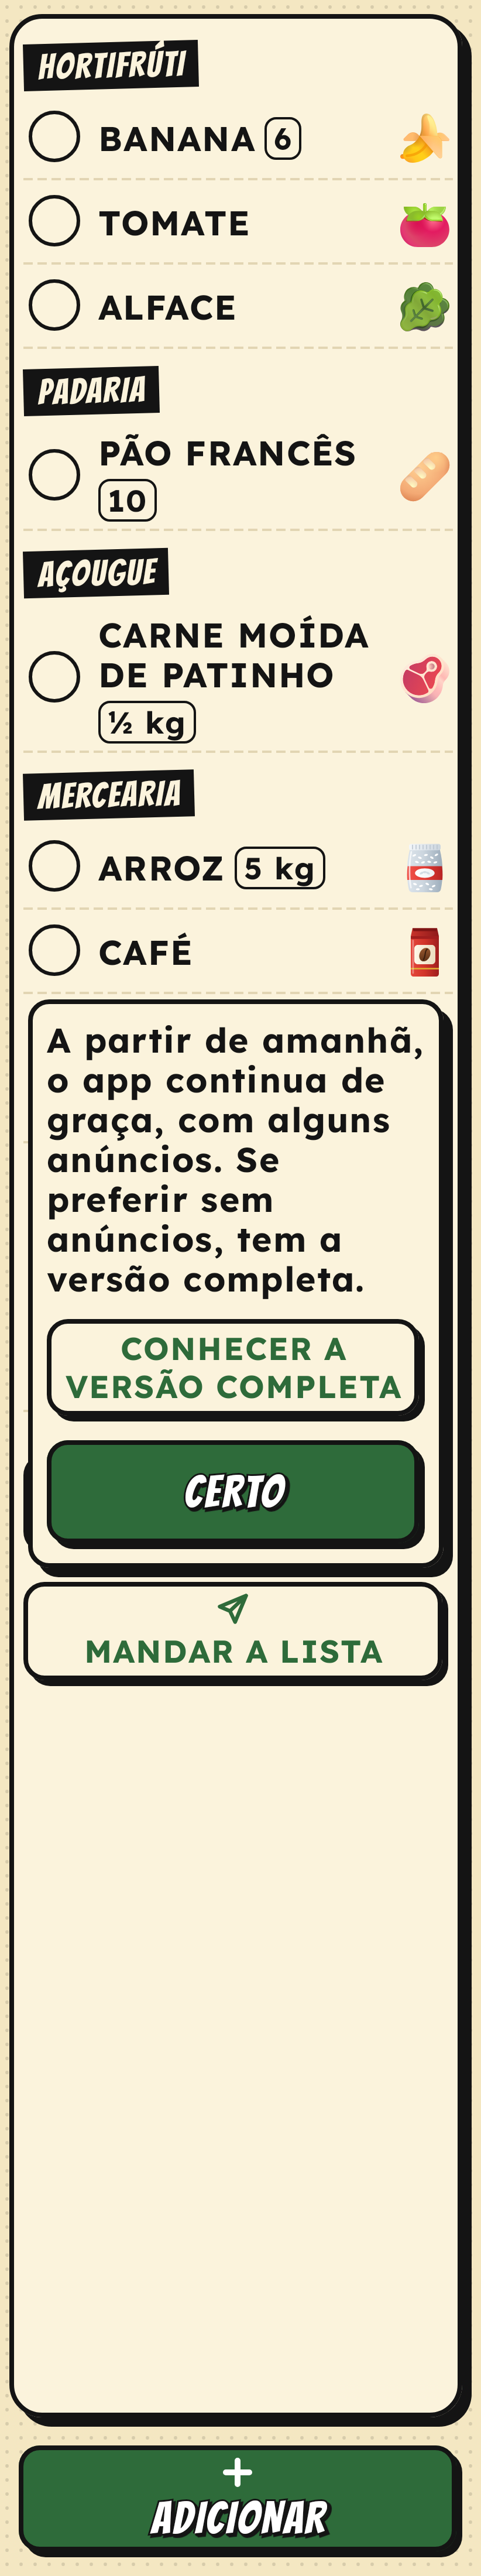 HORTIFRÚTI
BANANA 6
TOMATE
ALFACE
PADARIA
PÃO FRANCÊS
10
AÇOUGUE
CARNE MOÍDA
DE PATINHO
½ kg
MERCEARIA
ARROZ 5 kg
CAFÉ
A partir de amanhã,
o app continua de
graça, com alguns
anúncios. Se
preferir sem
anúncios, tem a
versão completa.
CONHECER A
VERSÃO COMPLETA
CERTO
MANDAR A LISTA
ADICIONAR